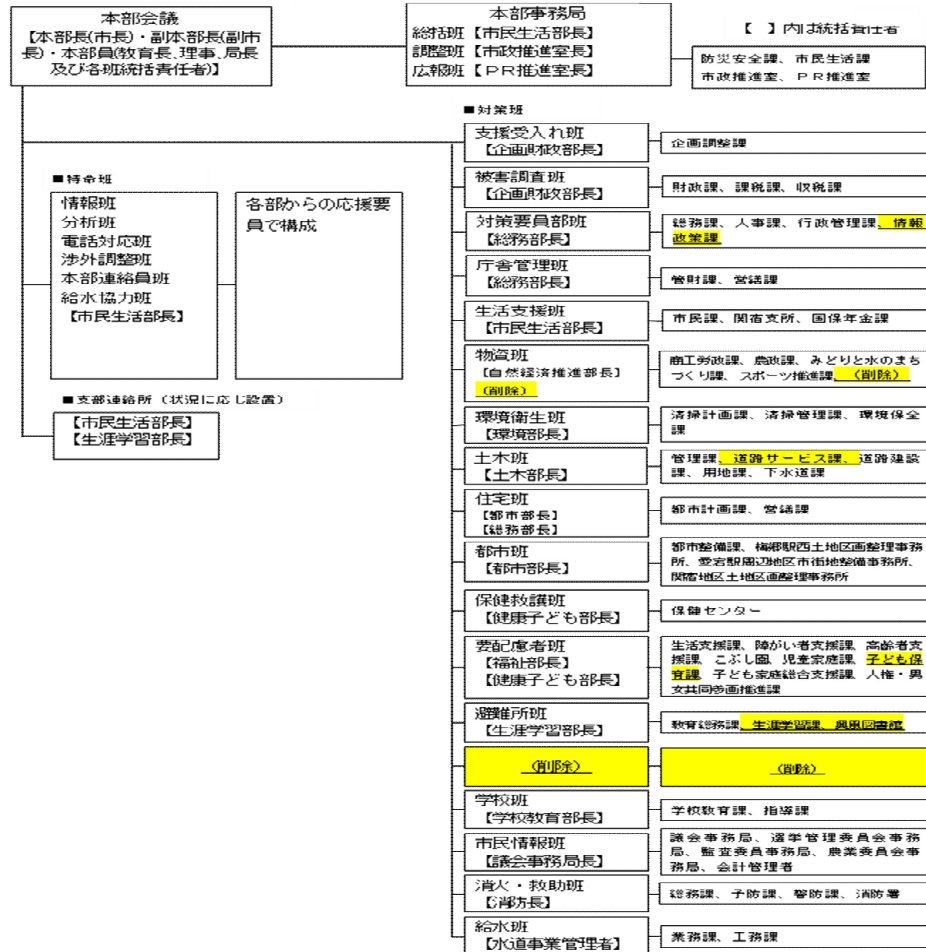 本部会議
【本部長(市長)・副本部長(副市
長)・本部員(教育長、理事、局長
及び各班統括責任者)】
本部事務局
総括班【市民生活部長】
調整班【市政推進室長】
広報班【ＰＲ推進室長】
【　】内は統括責任者
防災安全課、市民生活課
市政推進室、ＰＲ推進室
■対策班
支援受入れ班
【企画財政部長】
企画調整課
■特命班
情報班
分析班
電話対応班
渉外調整班
本部連絡員班
給水協力班
【市民生活部長】
各部からの応援要
員で構成
被害調査班
【企画財政部長】
財政課、課税課、収税課
対策要員部班
【総務部長】
総務課、人事課、行政管理課、情報
政策課
庁舎管理班
【総務部長】
管財課、営繕課
生活支援班
【市民生活部長】
市民課、関宿支所、国保年金課
物資班
【自然経済推進部長】
(削除)
商工労政課、農政課、みどりと水のまち
づくり課、スポーツ推進課、(削除)
■支部連絡所（状況に応じ設置）
【市民生活部長】
【生涯学習部長】
環境衛生班
【環境部長】
清掃計画課、清掃管理課、環境保全
課
土木班
【土木部長】
管理課、道路サービス課、道路建設
課、用地課、下水道課
住宅班
【都市部長】
【総務部長】
都市計画課、営繕課
都市班
【都市部長】
都市整備課、梅郷駅西土地区画整理事務
所、愛宕駅周辺地区市街地整備事務所、
関宿地区土地区画整理事務所
保健救護班
【健康子ども部長】
保健センター
要配慮者班
【福祉部長】
【健康子ども部長】
生活支援課、障がい者支援課、高齢者支
援課、こぶし園、児童家庭課、子ども保
育課、子ども家庭総合支援課、人権・男
女共同参画推進課
避難所班
【生涯学習部長】
教育総務課、生涯学習課、興風図書館
(削除)
(削除)
学校班
【学校教育部長】
学校教育課、指導課
市民情報班
【議会事務局長】
議会事務局、選挙管理委員会事務
局、監査委員事務局、農業委員会事
務局、会計管理者
消火・救助班
【消防長】
総務課、予防課、警防課、消防署
給水班
【水道事業管理者】
業務課、工務課